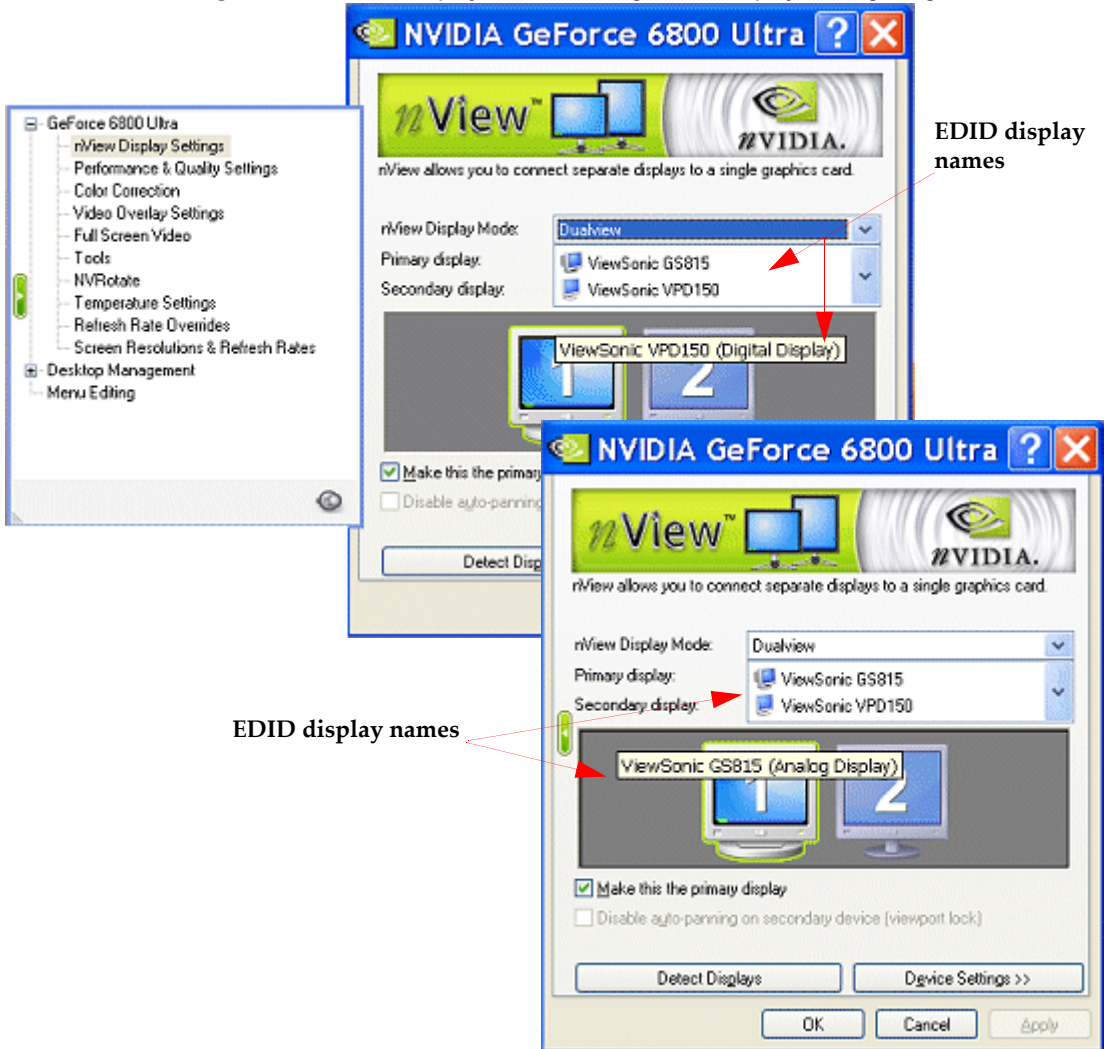 NVIDIA GeForce 6800 Ultra
nView™
NVIDIA.
nView allows you to connect separate displays to a single graphics card.
nView Display Mode:
Dualview
Primary display:
Secondary display:
ViewSonic GS815
ViewSonic VPD150
ViewSonic VPD150 (Digital Display)
1
2
Make this the primary
Disable auto-panning
Detect Disp
GeForce 6800 Ultra
nView Display Settings
Performance & Quality Settings
Color Correction
Video Overlay Settings
Full Screen Video
Tools
NVRotate
Temperature Settings
Refresh Rate Overrides
Screen Resolutions & Refresh Rates
Desktop Management
Menu Editing
EDID display
names
NVIDIA GeForce 6800 Ultra
nView™
NVIDIA.
nView allows you to connect separate displays to a single graphics card.
nView Display Mode:
Dualview
Primary display:
Secondary display:
ViewSonic GS815
ViewSonic VPD150
EDID display names
ViewSonic GS815 (Analog Display)
1
2
Make this the primary display
Disable auto-panning on secondary device (viewport lock)
Detect Displays
Device Settings >>
OK
Cancel
Apply